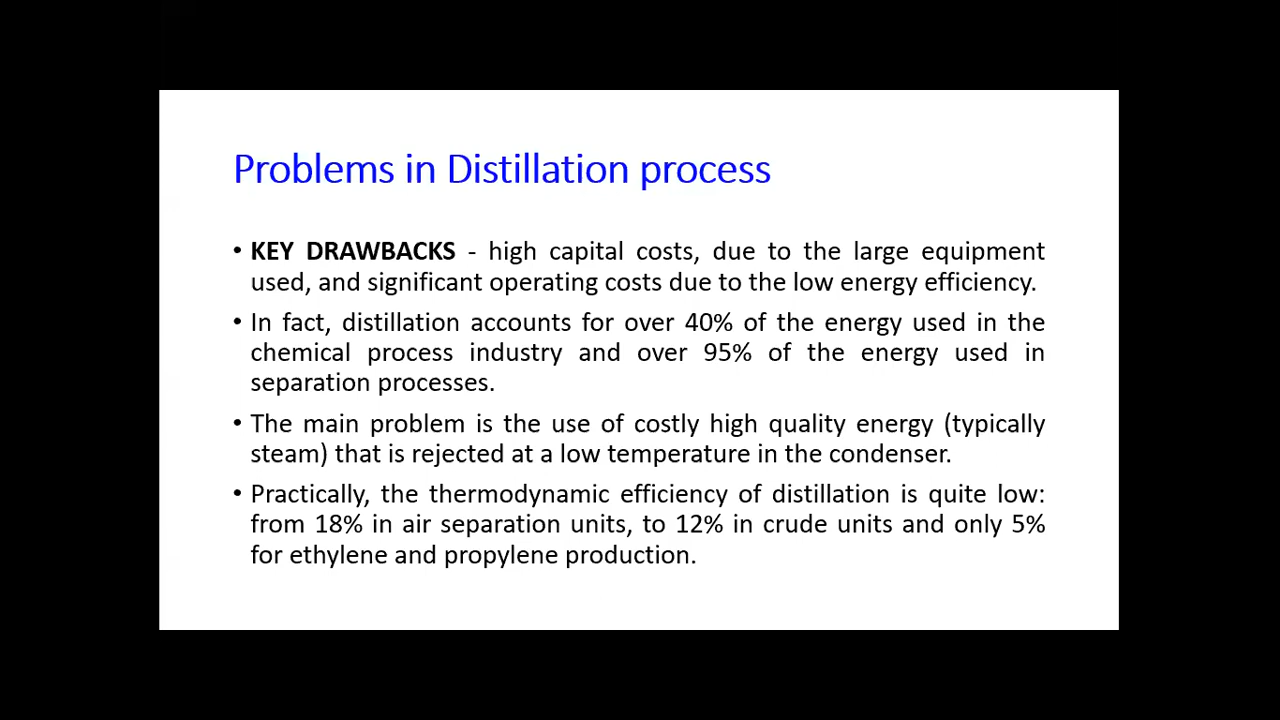 Problems in Distillation process
• KEY DRAWBACKS - high capital costs, due to the large equipment
used, and significant operating costs due to the low energy efficiency.
• In fact, distillation accounts for over 40% of the energy used in the
chemical process industry and over 95% of the energy used in
separation processes.
• The main problem is the use of costly high quality energy (typically
steam) that is rejected at a low temperature in the condenser.
• Practically, the thermodynamic efficiency of distillation is quite low:
from 18% in air separation units, to 12% in crude units and only 5%
for ethylene and propylene production.